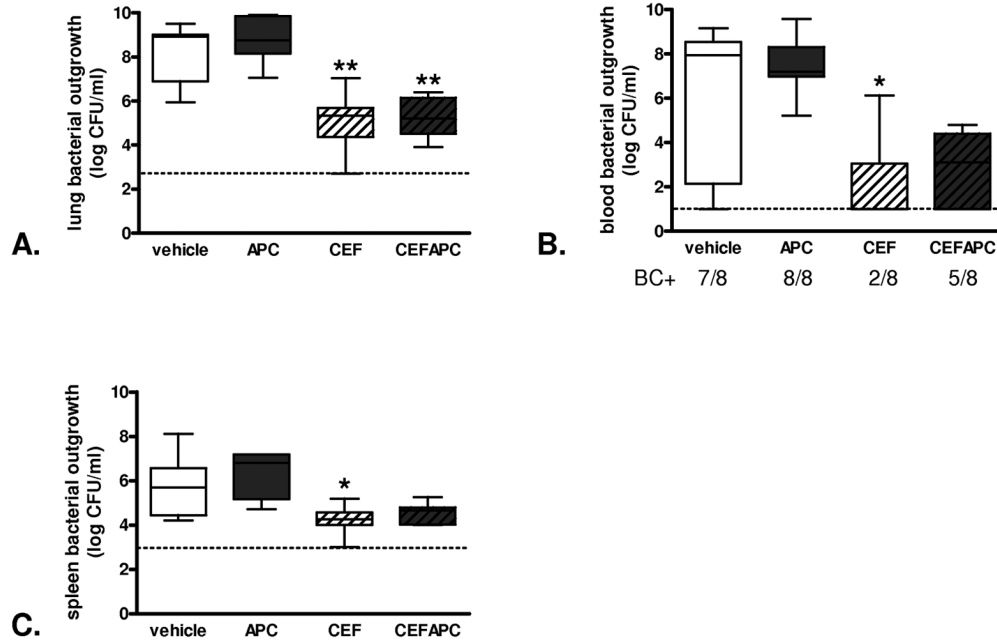 10
8
6
4
2
0
lung bacterial outgrowth
(log CFU/ml)
**
**
vehicle APC CEF CEFAPC
A.
10
8
6
4
2
0
blood bacterial outgrowth
(log CFU/ml)
*
vehicle APC CEF CEFAPC
B.
BC+ 7/8 8/8 2/8 5/8
10
8
6
4
2
0
spleen bacterial outgrowth
(log CFU/ml)
*
vehicle APC CEF CEFAPC
C.